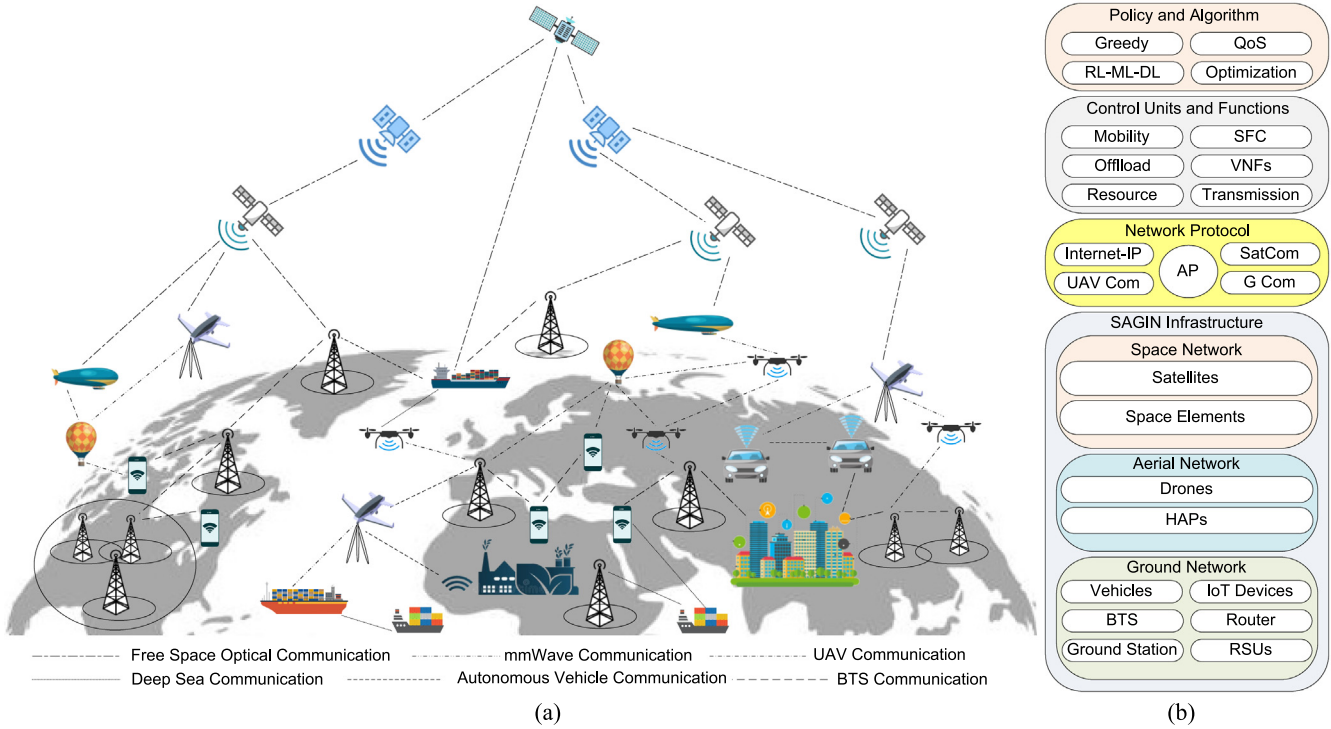 Free Space Optical Communication
mmWave Communication
UAV Communication
Deep Sea Communication
Autonomous Vehicle Communication
BTS Communication
(a)
Policy and Algorithm
Greedy
QoS
RL-ML-DL
Optimization
Control Units and Functions
Mobility
SFC
Offlload
VNFs
Resource
Transmission
Network Protocol
Internet-IP
AP
SatCom
UAV Com
G Com
SAGIN Infrastructure
Space Network
Satellites
Space Elements
Aerial Network
Drones
HAPs
Ground Network
Vehicles
IoT Devices
BTS
Router
Ground Station
RSUs
(b)